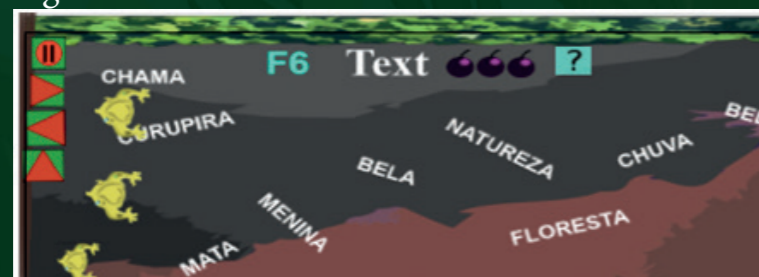 F6 Text ?
CHAMA
CURUPIRA
NATUREZA
CHUVA
BELA
MENINA
FLORESTA
MATA